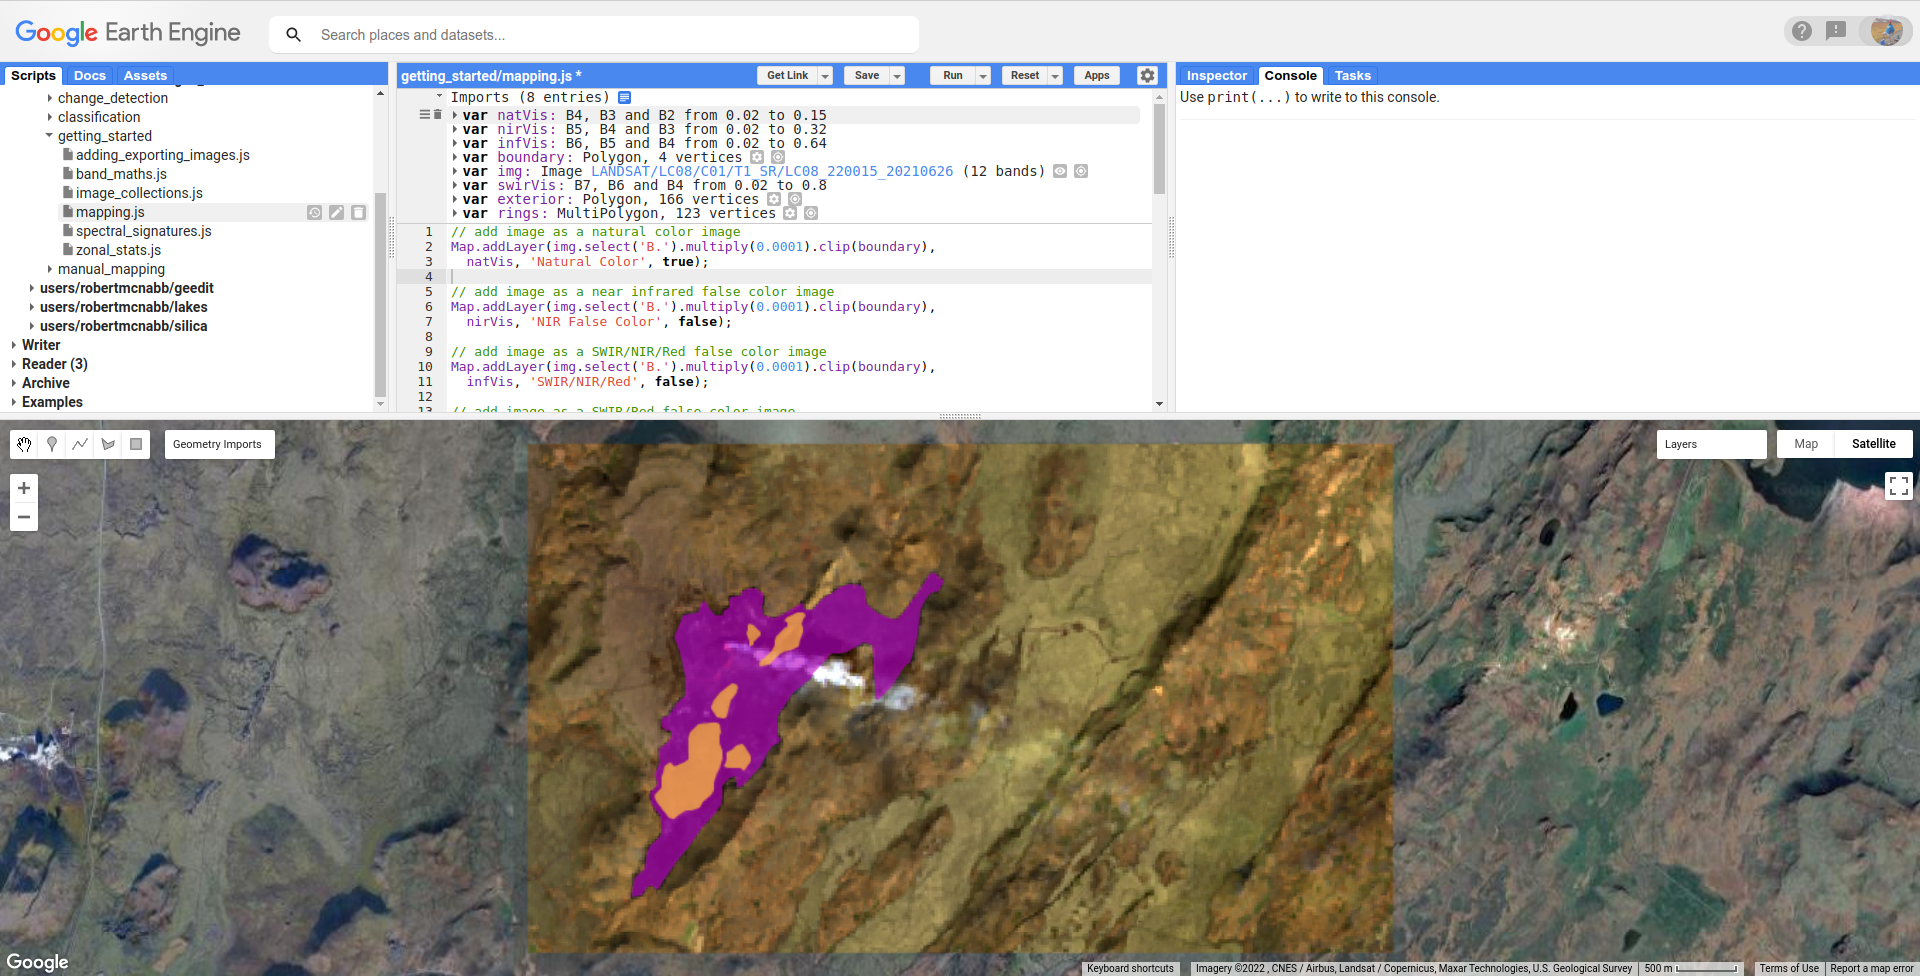 Google Earth Engine
Search places and datasets...
Scripts Docs Assets
change_detection
classification
getting_started
adding_exporting_images.js
band_maths.js
image_collections.js
mapping.js
spectral_signatures.js
zonal_stats.js
manual_mapping
users/robertmcnabb/geedit
users/robertmcnabb/lakes
users/robertmcnabb/silica
Writer
Reader (3)
Archive
Examples
getting_started/mapping.js *
Get Link Save Run Reset Apps
Imports (8 entries)
var natVis: B4, B3 and B2 from 0.02 to 0.15
var nirVis: B5, B4 and B3 from 0.02 to 0.32
var infVis: B6, B5 and B4 from 0.02 to 0.64
var boundary: Polygon, 4 vertices
var img: Image LANDSAT/LC08/C01/T1_SR/LC08_220015_20210626 (12 bands)
var swirVis: B7, B6 and B4 from 0.02 to 0.8
var exterior: Polygon, 166 vertices
var rings: MultiPolygon, 123 vertices
1 // add image as a natural color image
2 Map.addLayer(img.select('B.').multiply(0.0001).clip(boundary),
3 natVis, 'Natural Color', true);
4
5 // add image as a near infrared false color image
6 Map.addLayer(img.select('B.').multiply(0.0001).clip(boundary),
7 nirVis, 'NIR False Color', false);
8
9 // add image as a SWIR/NIR/Red false color image
10 Map.addLayer(img.select('B.').multiply(0.0001).clip(boundary),
11 infVis, 'SWIR/NIR/Red', false);
12
13 // add image as a SWIR/Red false color image
Inspector Console Tasks
Use print(...) to write to this console.
Geometry Imports
Layers
Map Satellite
+
−
Google
Keyboard shortcuts
Imagery ©2022 , CNES / Airbus, Landsat / Copernicus, Maxar Technologies, U.S. Geological Survey
500 m
Terms of Use
Report a map error